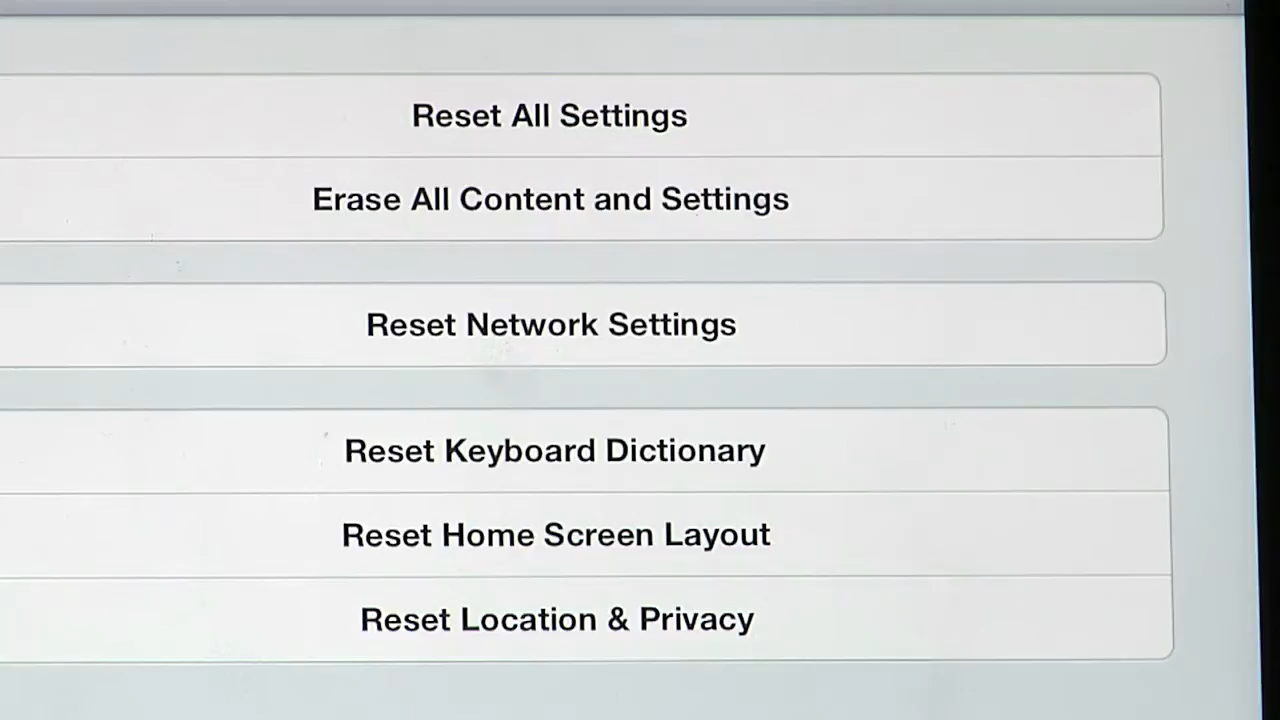 Reset All Settings
Erase All Content and Settings
Reset Network Settings
Reset Keyboard Dictionary
Reset Home Screen Layout
Reset Location & Privacy